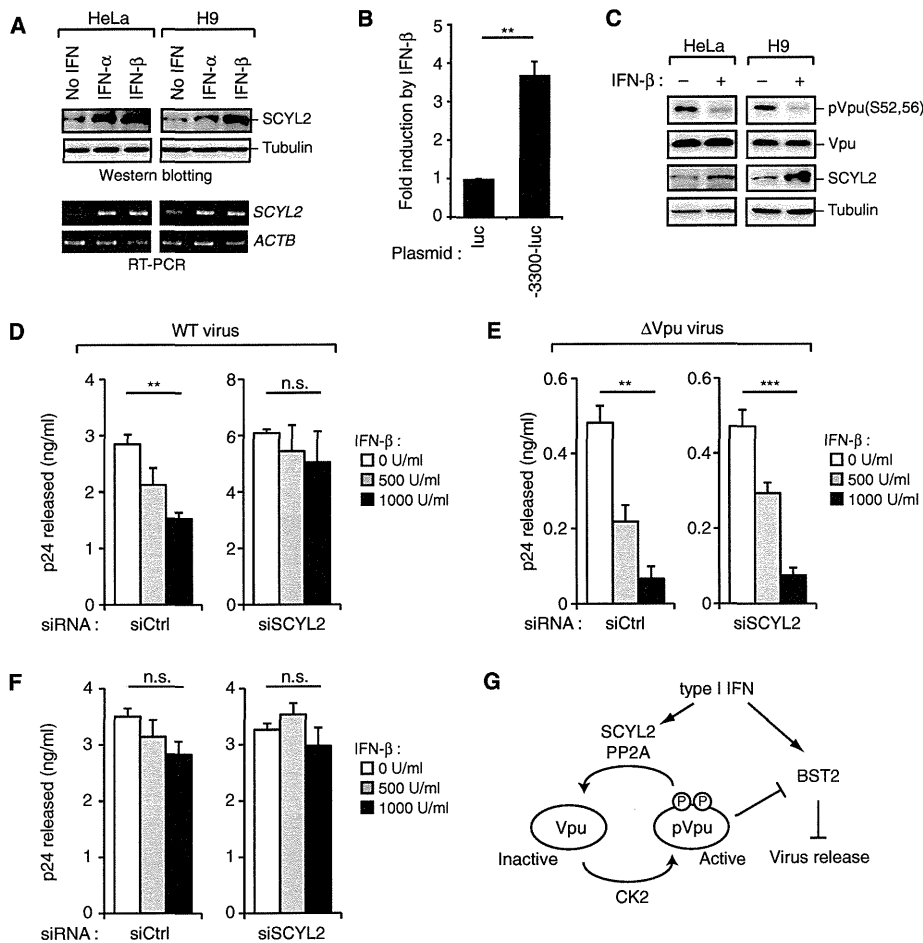 A
HeLa
H9
No IFN
IFN-α
IFN-β
No IFN
IFN-α
IFN-β
SCYL2
Tubulin
Western blotting
SCYL2
ACTB
RT-PCR
B
Fold induction by IFN-β
5
4
3
2
1
0
**
Plasmid :
luc
-3300-luc
C
HeLa
H9
IFN-β :
–
+
–
+
pVpu(S52,56)
Vpu
SCYL2
Tubulin
D
WT virus
p24 released (ng/ml)
4
3
2
1
0
**
8
6
4
2
0
n.s.
IFN-β :
0 U/ml
500 U/ml
1000 U/ml
siRNA :
siCtrl
siSCYL2
E
ΔVpu virus
p24 released (ng/ml)
0.6
0.4
0.2
0
**
0.6
0.4
0.2
0
***
IFN-β :
0 U/ml
500 U/ml
1000 U/ml
siRNA :
siCtrl
siSCYL2
F
p24 released (ng/ml)
4
3
2
1
0
n.s.
4
3
2
1
0
n.s.
IFN-β :
0 U/ml
500 U/ml
1000 U/ml
siRNA :
siCtrl
siSCYL2
G
type I IFN
SCYL2
PP2A
BST2
P P
Vpu
pVpu
Inactive
Active
Virus release
CK2